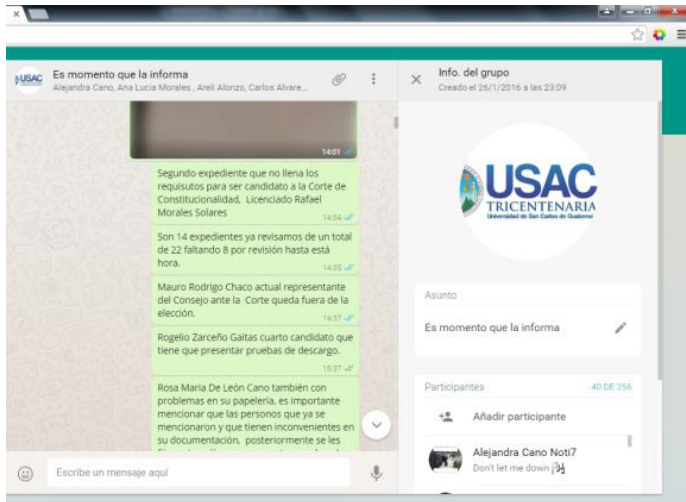 USAC
Es momento que la informa
Alejandra Cano, Ana Lucia Morales , Areli Alonzo, Carlos Alvare...
14:01
Segundo expediente que no llena los
requisutos para ser candidato a la Corte de
Constitucionalidad, Licenciado Rafael
Morales Solares
14:04
Son 14 expedientes ya revisamos de un total
de 22 faltando 8 por revisión hasta está
hora.
14:05
Mauro Rodrigo Chaco actual representante
del Consejo ante la Corte queda fuera de la
elección.
14:37
Rogelio Zarceño Gaitas cuarto candidato que
tiene que presentar pruebas de descargo.
15:37
Rosa Maria De León Cano también con
problemas en su papelería, es importante
mencionar que las personos que ya se
mencionaron y que tienen inconvenientes en
su documentación, posteriormente se les
Escribe un mensaje aquí
Info. del grupo
Creado el 26/1/2016 a las 23:09
USAC
TRICENTENARIA
Universidad de San Carlos de Guatemala
Asunto
Es momento que la informa
Participantes
40 DE 256
Añadir participante
Alejandra Cano Noti7
Don't let me down